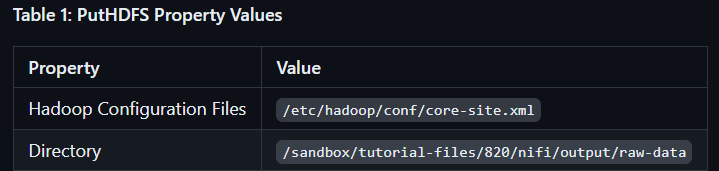 Table 1: PutHDFS Property Values
Property Value
Hadoop Configuration Files /etc/hadoop/conf/core-site.xml
Directory /sandbox/tutorial-files/820/nifi/output/raw-data